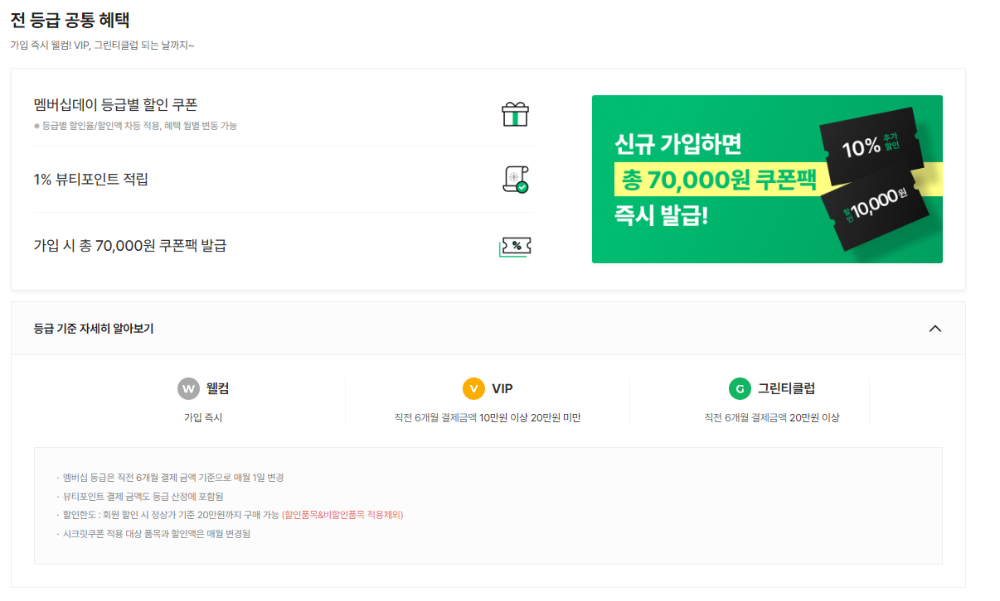 전 등급 공통 혜택
가입 즉시 웰컴! VIP, 그린티클럽 되는 날까지~
멤버십데이 등급별 할인 쿠폰
※ 등급별 할인율/할인액 차등 적용, 혜택 월별 변동 가능
1% 뷰티포인트 적립
가입 시 총 70,000원 쿠폰팩 발급
%
신규 가입하면
총 70,000원 쿠폰팩
즉시 발급!
10% 추가 할인
할인 10,000원
등급 기준 자세히 알아보기
W 웰컴
가입 즉시
V VIP
직전 6개월 결제금액 10만원 이상 20만원 미만
G 그린티클럽
직전 6개월 결제금액 20만원 이상
· 멤버십 등급은 직전 6개월 결제 금액 기준으로 매월 1일 변경
· 뷰티포인트 결제 금액도 등급 산정에 포함됨
· 할인한도 : 회원 할인 시 정상가 기준 20만원까지 구매 가능 (할인품목&비할인품목 적용제외)
· 시크릿쿠폰 적용 대상 품목과 할인액은 매월 변경됨